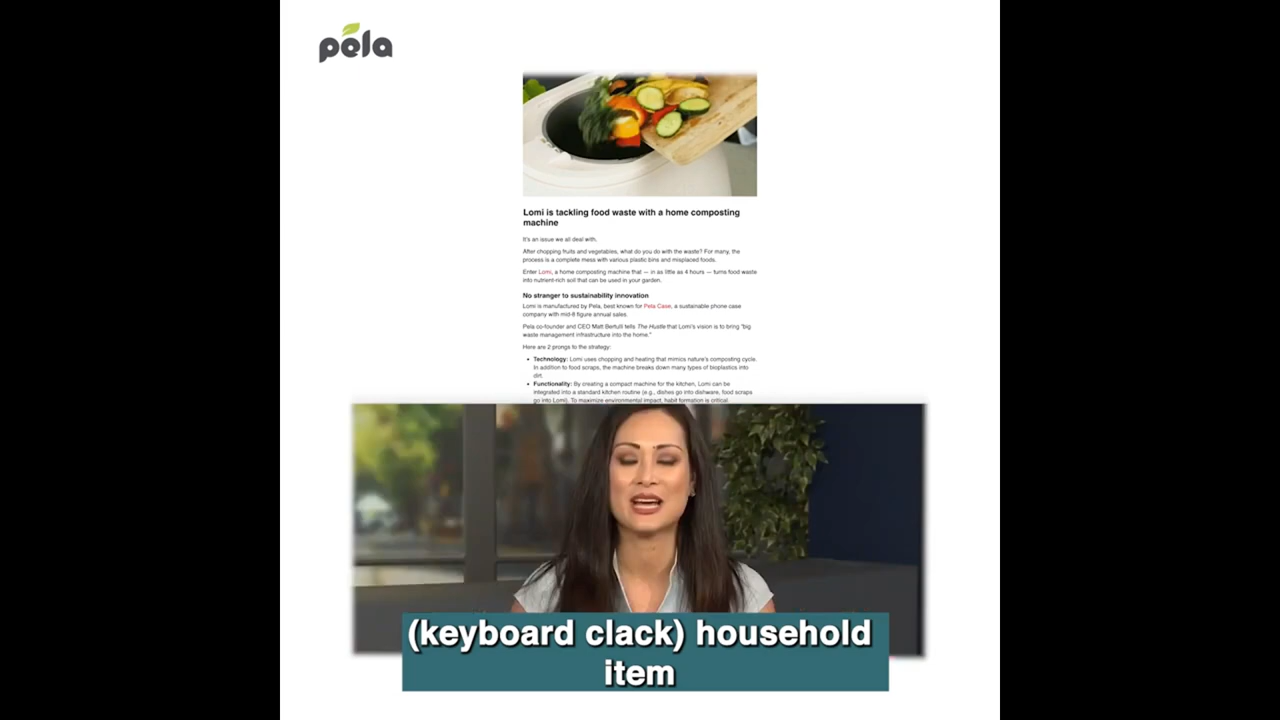 pela
Lomi is tackling food waste with a home composting
machine
It's an issue we all deal with.
After chopping fruits and vegetables, what do you do with the waste? For many, the
process is a complete mess with various plastic bins and misplaced foods.
Enter Lomi, a home composting machine that — in as little as 4 hours — turns food waste
into nutrient-rich soil that can be used in your garden.
No stranger to sustainability innovation
Lomi is manufactured by Pela, best known for Pela Case, a sustainable phone case
company with mid-8 figure annual sales.
Pela co-founder and CEO Matt Bertulli tells The Hustle that Lomi's vision is to bring "big
waste management infrastructure into the home."
Here are 2 prongs to the strategy:
• Technology: Lomi uses chopping and heating that mimics nature's composting cycle.
In addition to food scraps, the machine breaks down many types of bioplastics into
dirt.
• Functionality: By creating a compact machine for the kitchen, Lomi can be
integrated into a standard kitchen routine (e.g., dishes go into dishware, food scraps
go into Lomi). To maximize environmental impact, habit formation is critical.
(keyboard clack) household
item